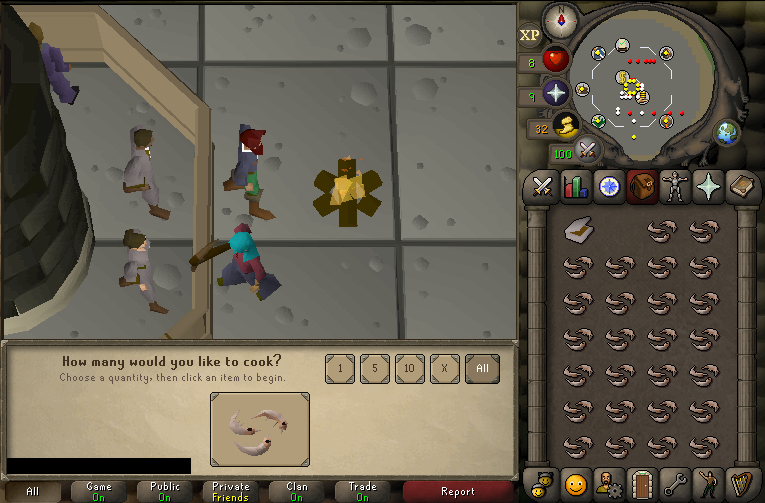 N
XP
8
9
32
100
How many would you like to cook?
Choose a quantity, then click an item to begin.
1
5
10
X
All
All
Game
On
Public
On
Private
Friends
Clan
On
Trade
On
Report